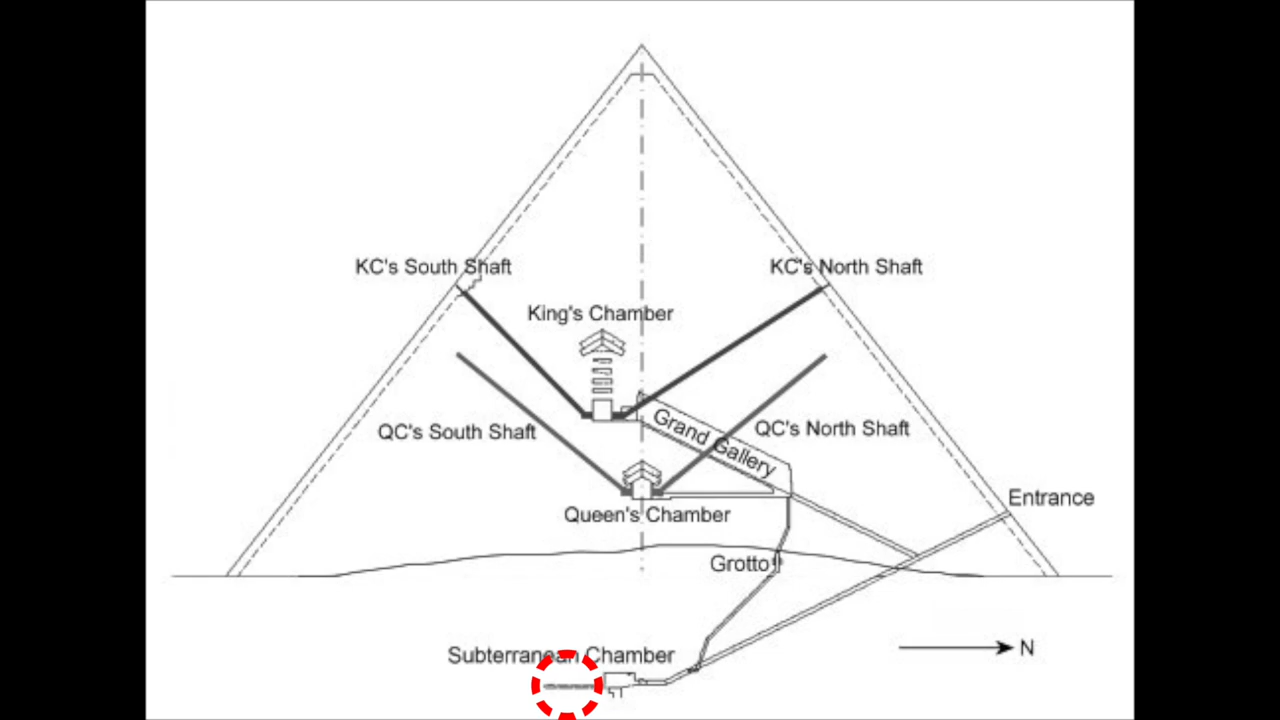 KC's South Shaft
KC's North Shaft
King's Chamber
Grand Gallery
QC's South Shaft
QC's North Shaft
Entrance
Queen's Chamber
Grotto
Subterranean Chamber
N